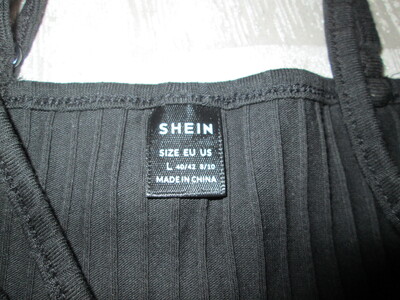 SHEIN
SIZE EU US
L 40/42 8/10
MADE IN CHINA